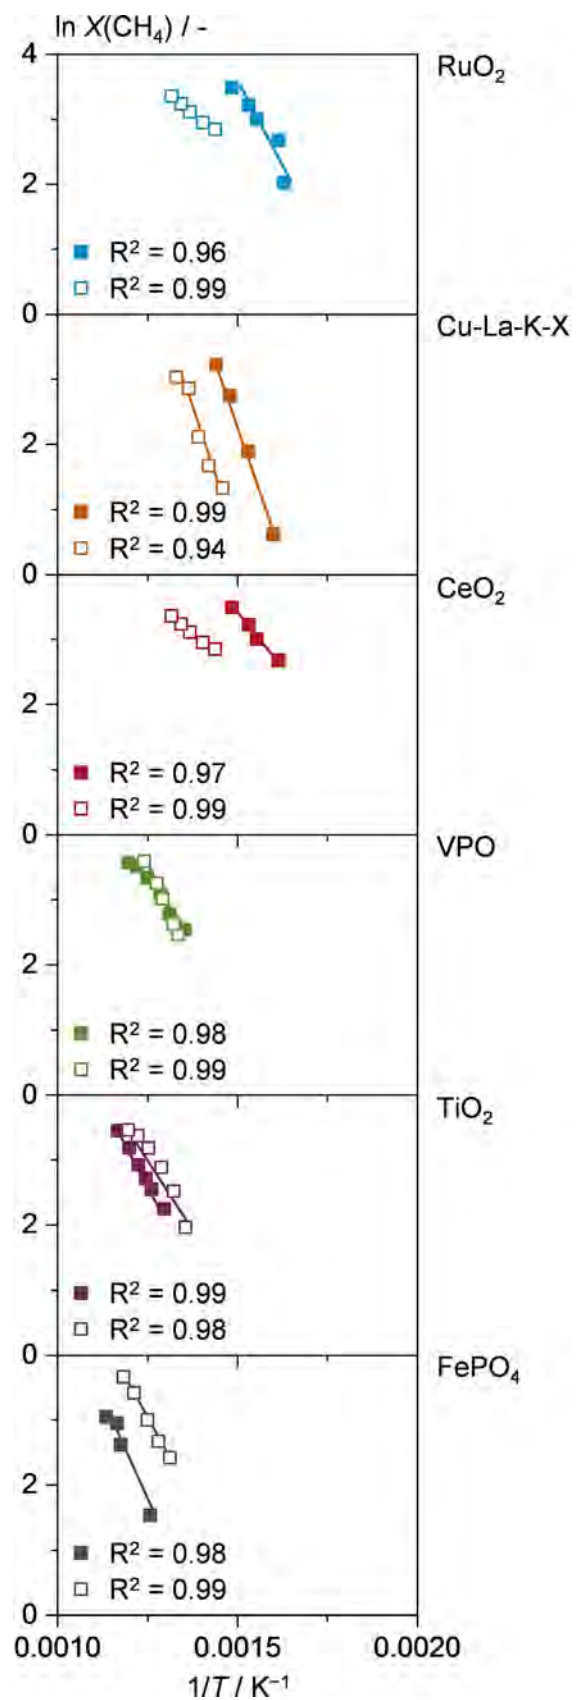 ln X(CH₄) / -
4
RuO₂
2
R² = 0.96
R² = 0.99
0
Cu-La-K-X
2
R² = 0.99
R² = 0.94
0
CeO₂
2
R² = 0.97
R² = 0.99
0
VPO
2
R² = 0.98
R² = 0.99
0
TiO₂
2
R² = 0.99
R² = 0.98
0
FePO₄
2
R² = 0.98
R² = 0.99
0
0.0010 0.0015 0.0020
1/T / K⁻¹